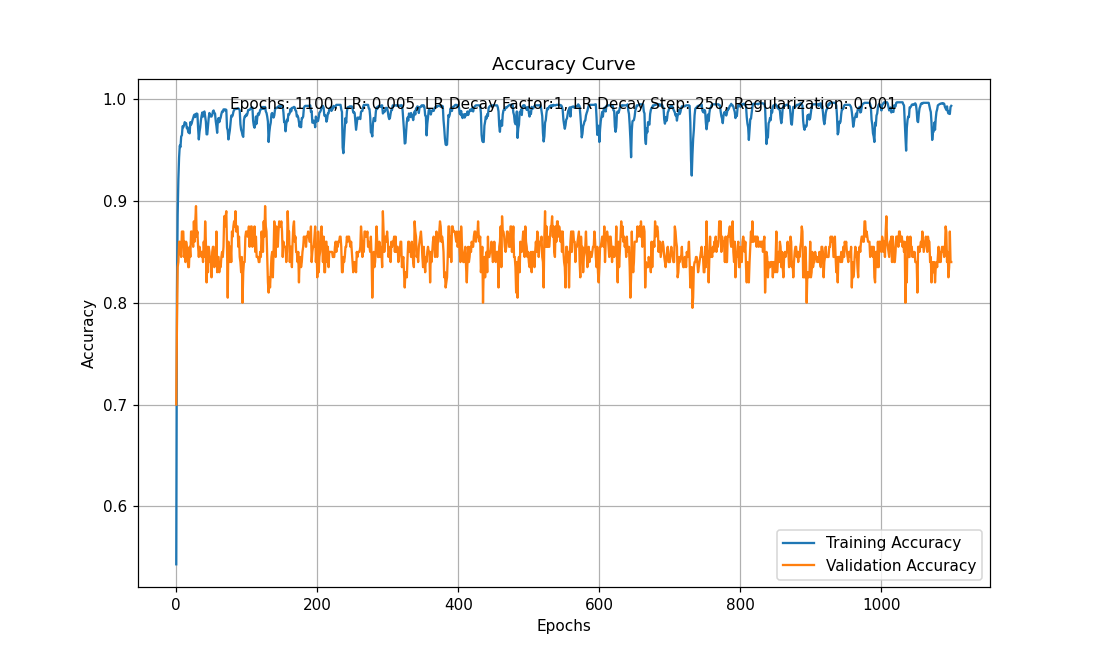 Accuracy Curve
Epochs: 1100, LR: 0.005, LR Decay Factor:1, LR Decay Step: 250, Regularization: 0.001
1.0
0.9
0.8
0.7
0.6
Accuracy
Training Accuracy
Validation Accuracy
0 200 400 600 800 1000
Epochs